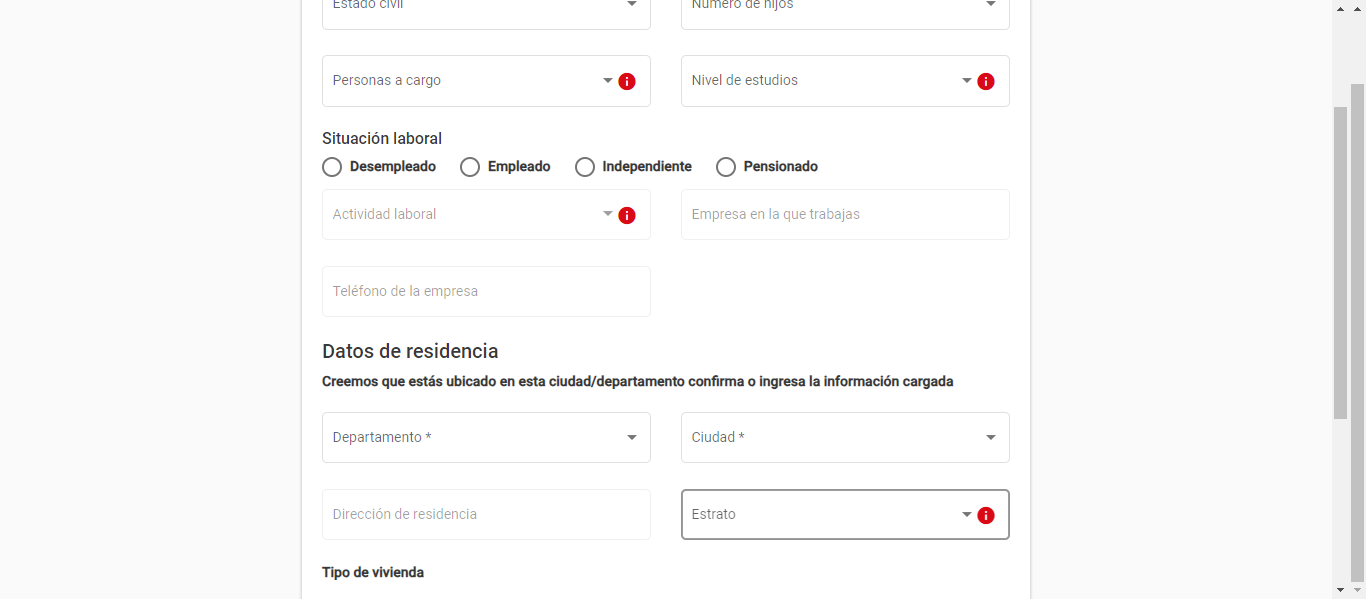 Estado civil
Número de hijos
Personas a cargo
Nivel de estudios
Situación laboral
Desempleado
Empleado
Independiente
Pensionado
Actividad laboral
Empresa en la que trabajas
Teléfono de la empresa
Datos de residencia
Creemos que estás ubicado en esta ciudad/departamento confirma o ingresa la información cargada
Departamento *
Ciudad *
Dirección de residencia
Estrato
Tipo de vivienda